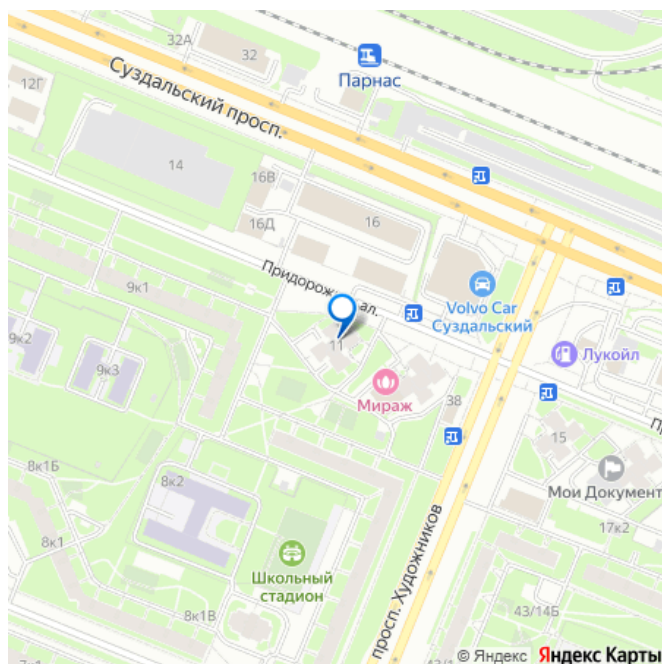 32А
32
Парнас
12Г
Суздальский просп.
14
16В
16Д
16
Придорожн
ал.
9к1
Volvo Car
Суздальский
Лукойл
9к2
9к3
11
Мираж
38
15
Мои Документ
8к1Б
8к2
17к2
8к1
Школьный
стадион
просп. Художников
8к1В
43/14Б
© Яндекс Яндекс Карты